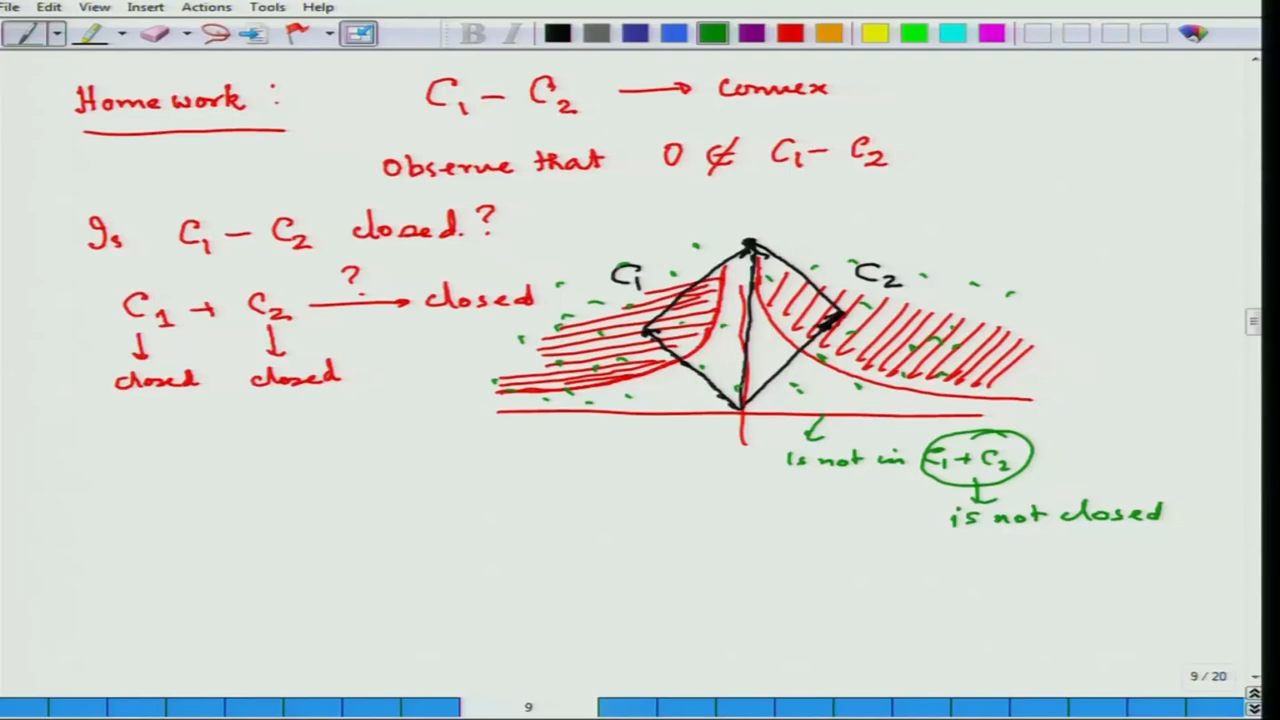 File Edit View Insert Actions Tools Help
B I
Homework : C₁ - C₂ → convex
Observe that 0 ∉ C₁ - C₂
Is C₁ - C₂ closed.?
?
C₁ + C₂ → closed
↓ ↓
closed closed
C₁ C₂
↓
Is not in C₁ + C₂
↓
is not closed
9 / 20
9